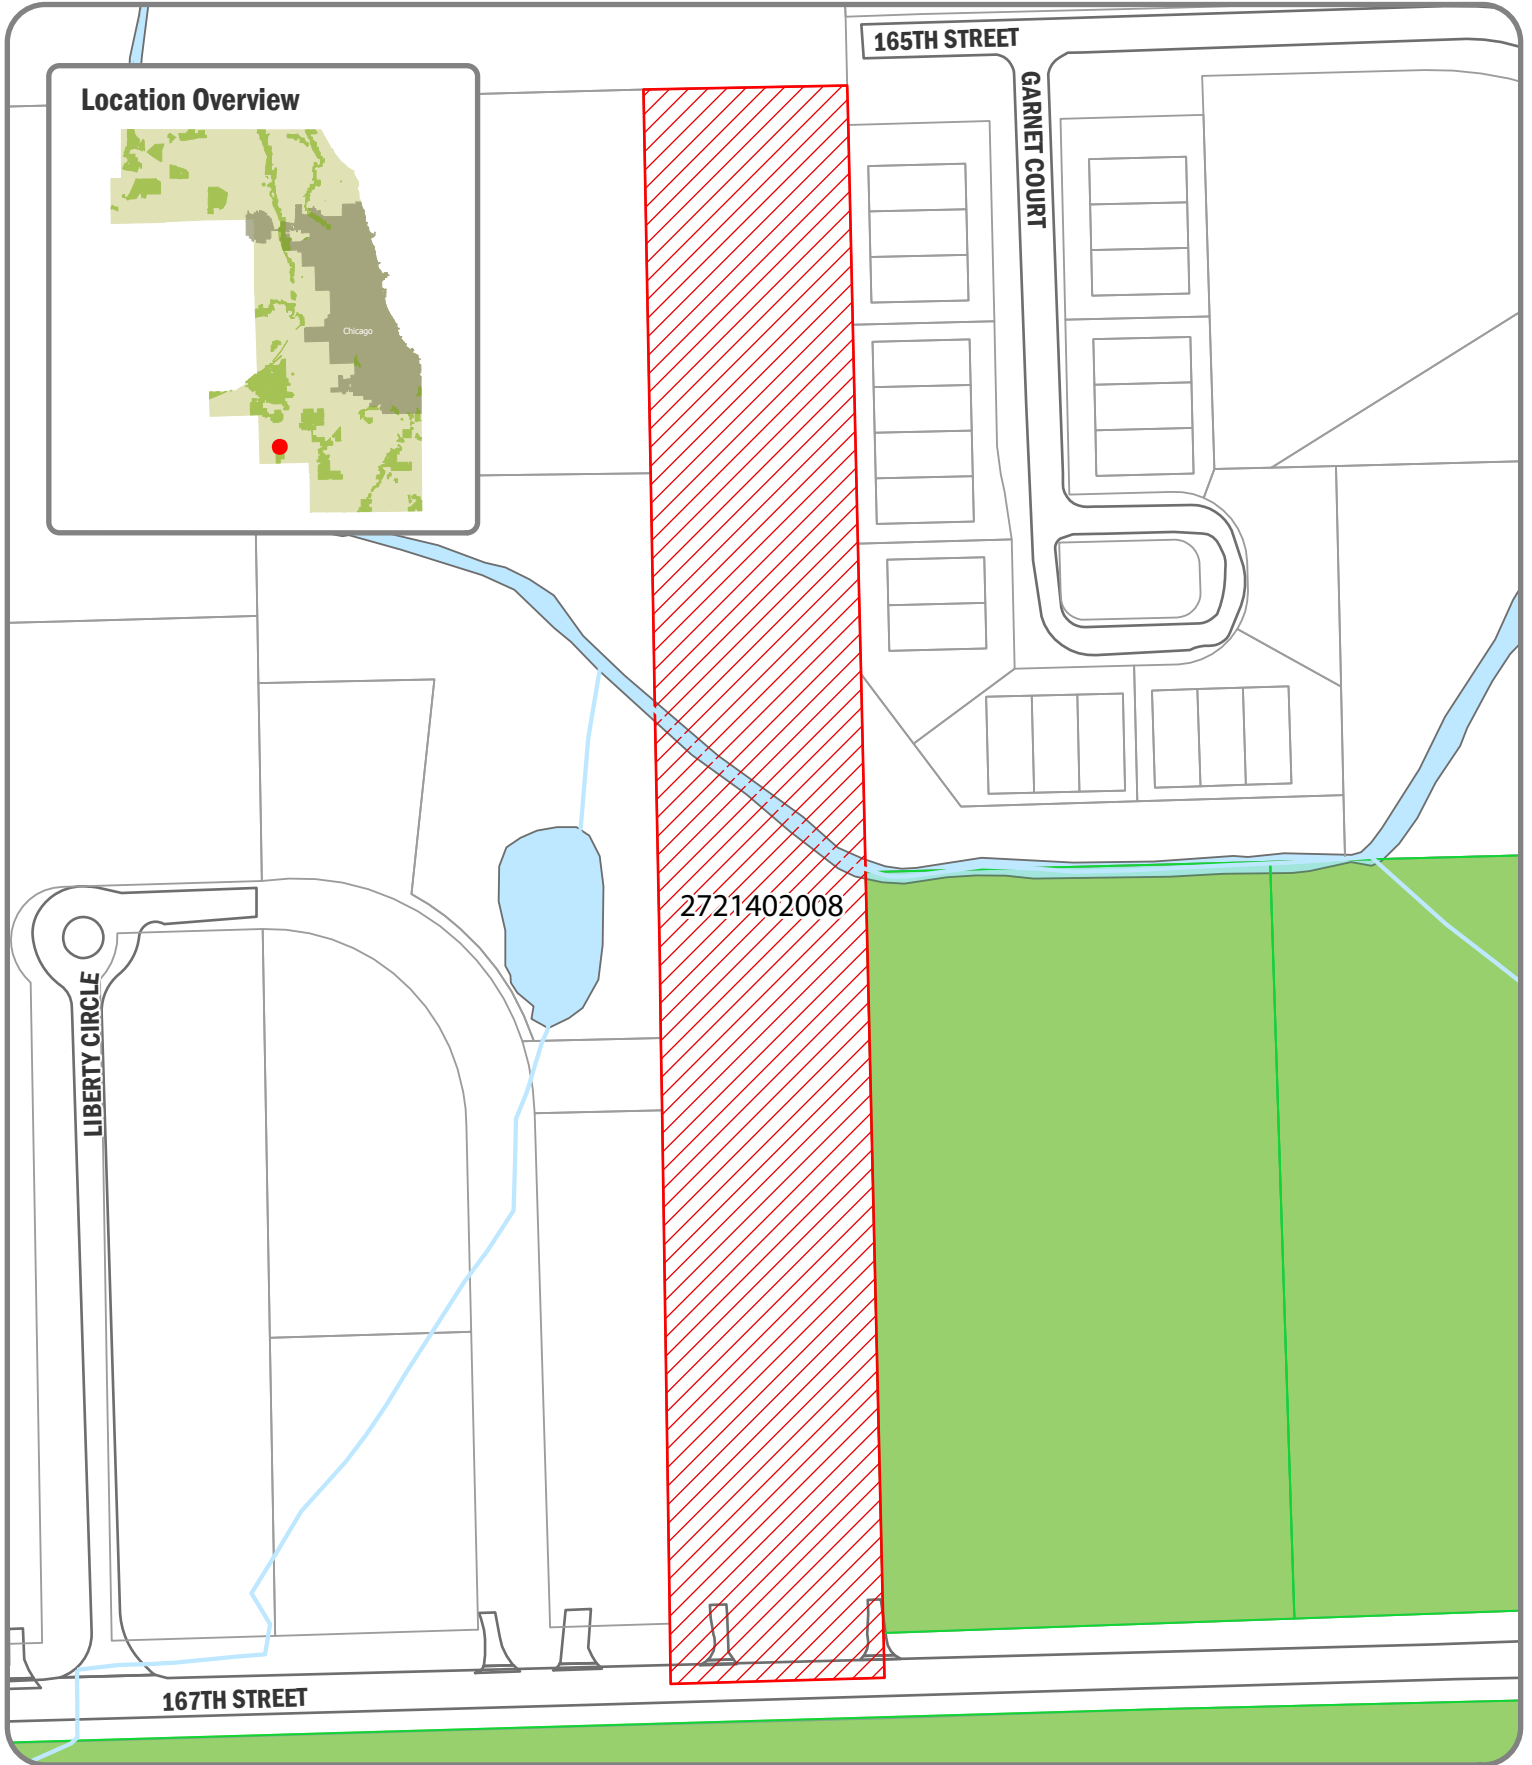 165TH STREET
Location Overview
GARNET COURT
Chicago
2721402008
LIBERTY CIRCLE
167TH STREET